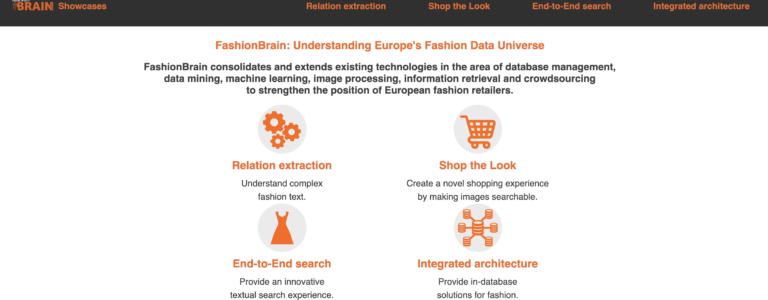 BRAIN Showcases Relation extraction Shop the Look End-to-End search Integrated architecture
FashionBrain: Understanding Europe's Fashion Data Universe
FashionBrain consolidates and extends existing technologies in the area of database management,
data mining, machine learning, image processing, information retrieval and crowdsourcing
to strengthen the position of European fashion retailers.
Relation extraction
Understand complex
fashion text.
Shop the Look
Create a novel shopping experience
by making images searchable.
End-to-End search
Provide an innovative
textual search experience.
Integrated architecture
Provide in-database
solutions for fashion.